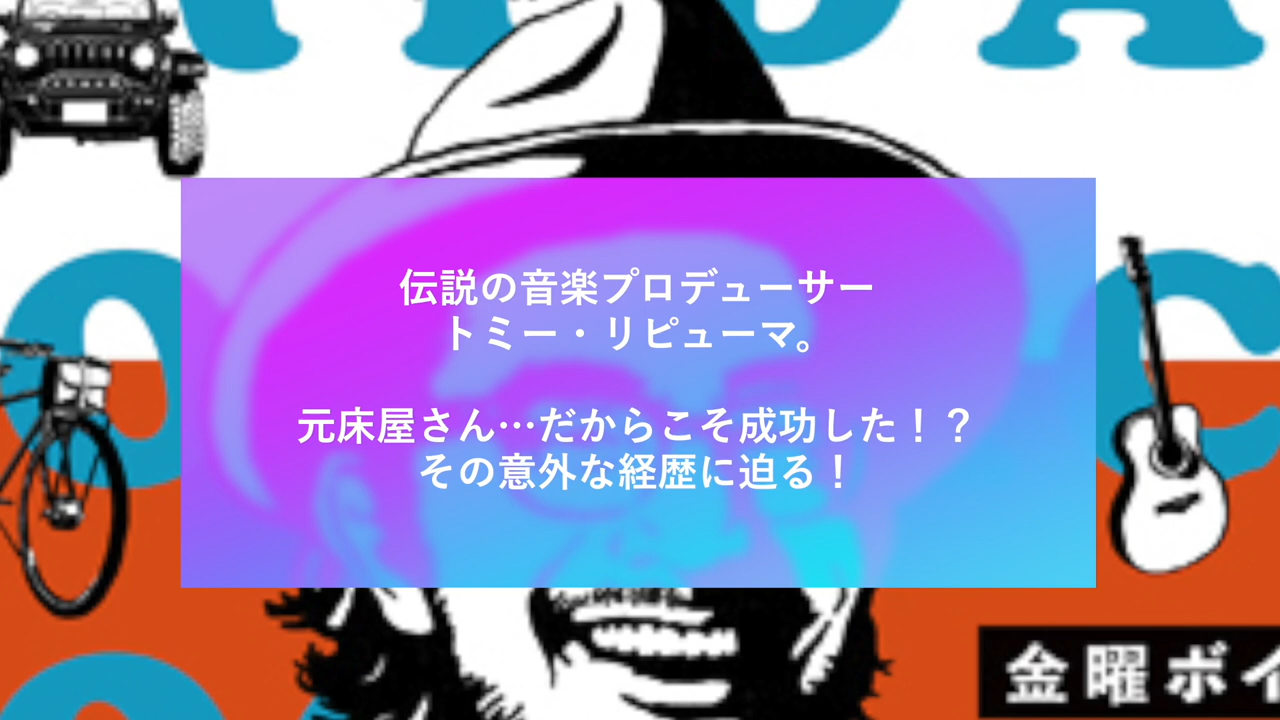 伝説の音楽プロデューサー
トミー・リピューマ。
元床屋さん…だからこそ成功した！？
その意外な経歴に迫る！
金曜ボイ